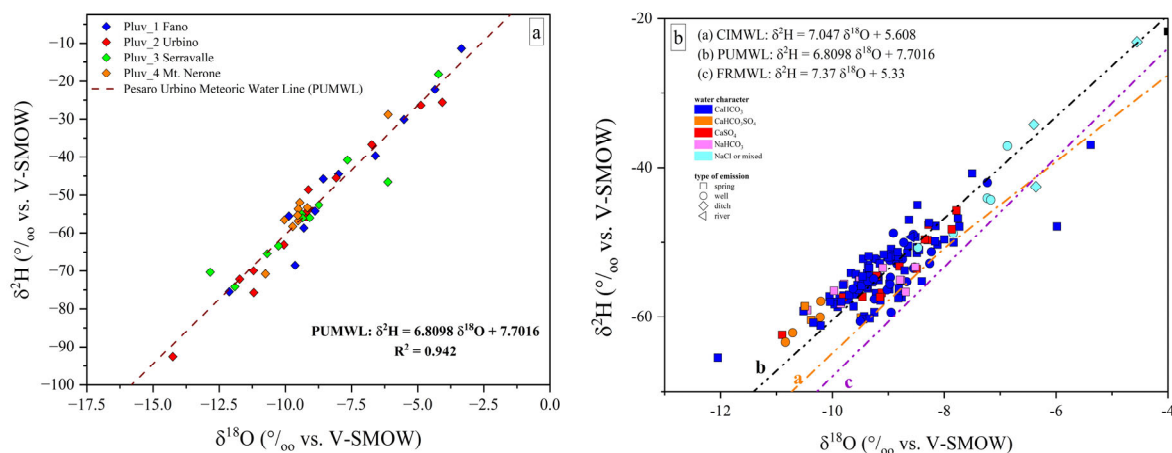 a
Pluv_1 Fano
Pluv_2 Urbino
Pluv_3 Serravalle
Pluv_4 Mt. Nerone
Pesaro Urbino Meteoric Water Line (PUMWL)
−10
−20
−30
−40
−50
−60
−70
−80
−90
−100
δ²H (°/₀₀ vs. V-SMOW)
PUMWL: δ²H = 6.8098 δ¹⁸O + 7.7016
R² = 0.942
−17.5 −15.0 −12.5 −10.0 −7.5 −5.0 −2.5 0.0
δ¹⁸O (°/₀₀ vs. V-SMOW)
b
(a) CIMWL: δ²H = 7.047 δ¹⁸O + 5.608
(b) PUMWL: δ²H = 6.8098 δ¹⁸O + 7.7016
(c) FRMWL: δ²H = 7.37 δ¹⁸O + 5.33
water character
CaHCO₃
CaHCO₃SO₄
CaSO₄
NaHCO₃
NaCl or mixed
type of emission
spring
well
ditch
river
-20
-40
-60
δ²H (°/₀₀ vs. V-SMOW)
b
a
c
-12 -10 -8 -6 -4
δ¹⁸O (°/₀₀ vs. V-SMOW)